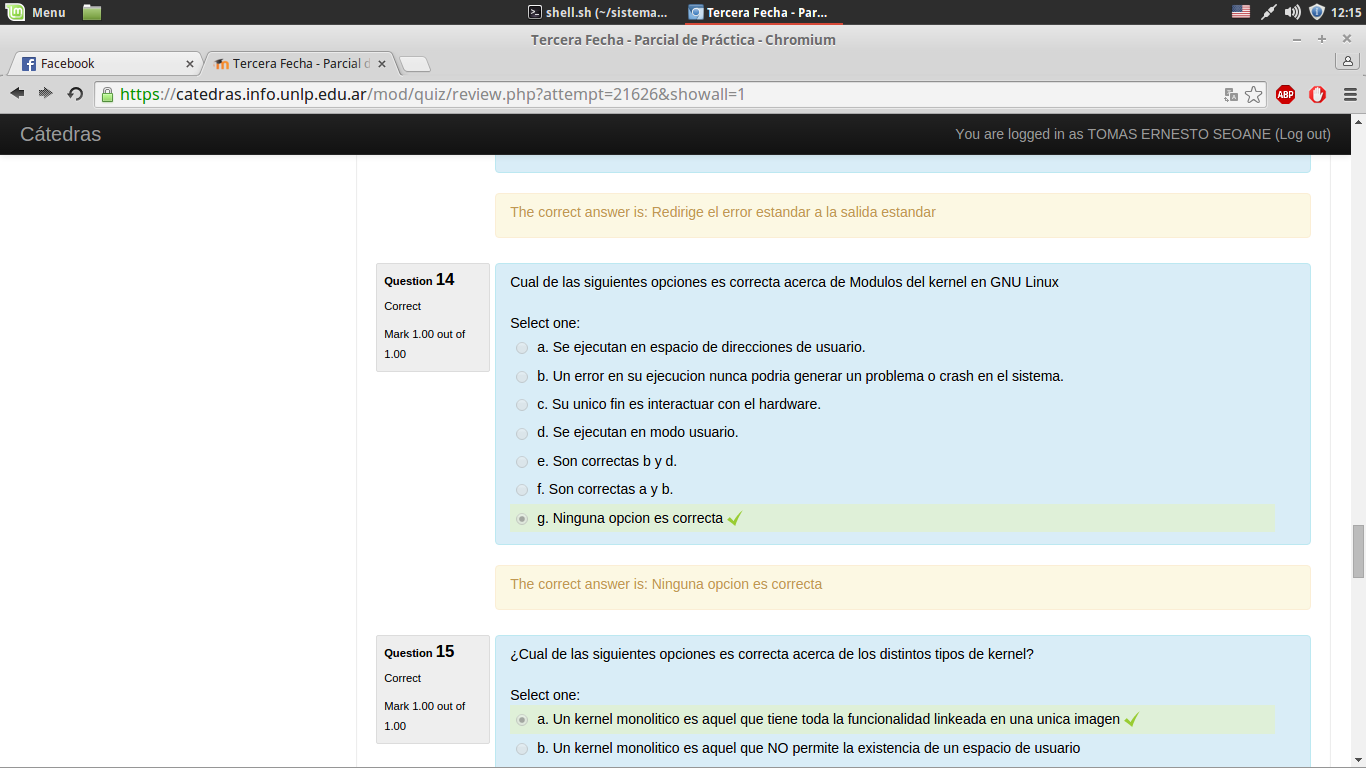 Menu
shell.sh (~/sistema...
Tercera Fecha - Par...
12:15
Tercera Fecha - Parcial de Práctica - Chromium
Facebook
Tercera Fecha - Parcial d
https://catedras.info.unlp.edu.ar/mod/quiz/review.php?attempt=21626&showall=1
ABP
Cátedras
You are logged in as TOMAS ERNESTO SEOANE (Log out)
The correct answer is: Redirige el error estandar a la salida estandar
Question 14
Correct
Mark 1.00 out of
1.00
Cual de las siguientes opciones es correcta acerca de Modulos del kernel en GNU Linux
Select one:
a. Se ejecutan en espacio de direcciones de usuario.
b. Un error en su ejecucion nunca podria generar un problema o crash en el sistema.
c. Su unico fin es interactuar con el hardware.
d. Se ejecutan en modo usuario.
e. Son correctas b y d.
f. Son correctas a y b.
g. Ninguna opcion es correcta
The correct answer is: Ninguna opcion es correcta
Question 15
Correct
Mark 1.00 out of
1.00
¿Cual de las siguientes opciones es correcta acerca de los distintos tipos de kernel?
Select one:
a. Un kernel monolitico es aquel que tiene toda la funcionalidad linkeada en una unica imagen
b. Un kernel monolitico es aquel que NO permite la existencia de un espacio de usuario